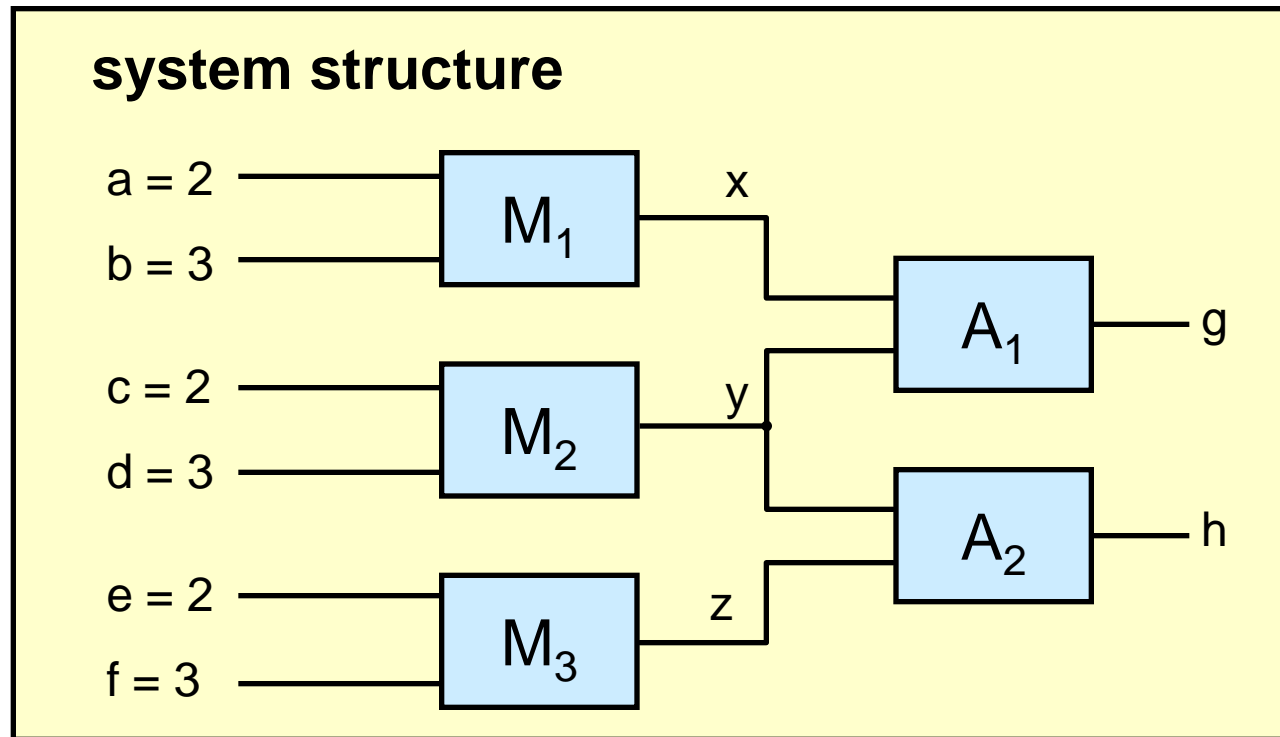 system structure
a = 2
b = 3
M₁
x
c = 2
d = 3
M₂
y
e = 2
f = 3
M₃
z
A₁
g
A₂
h